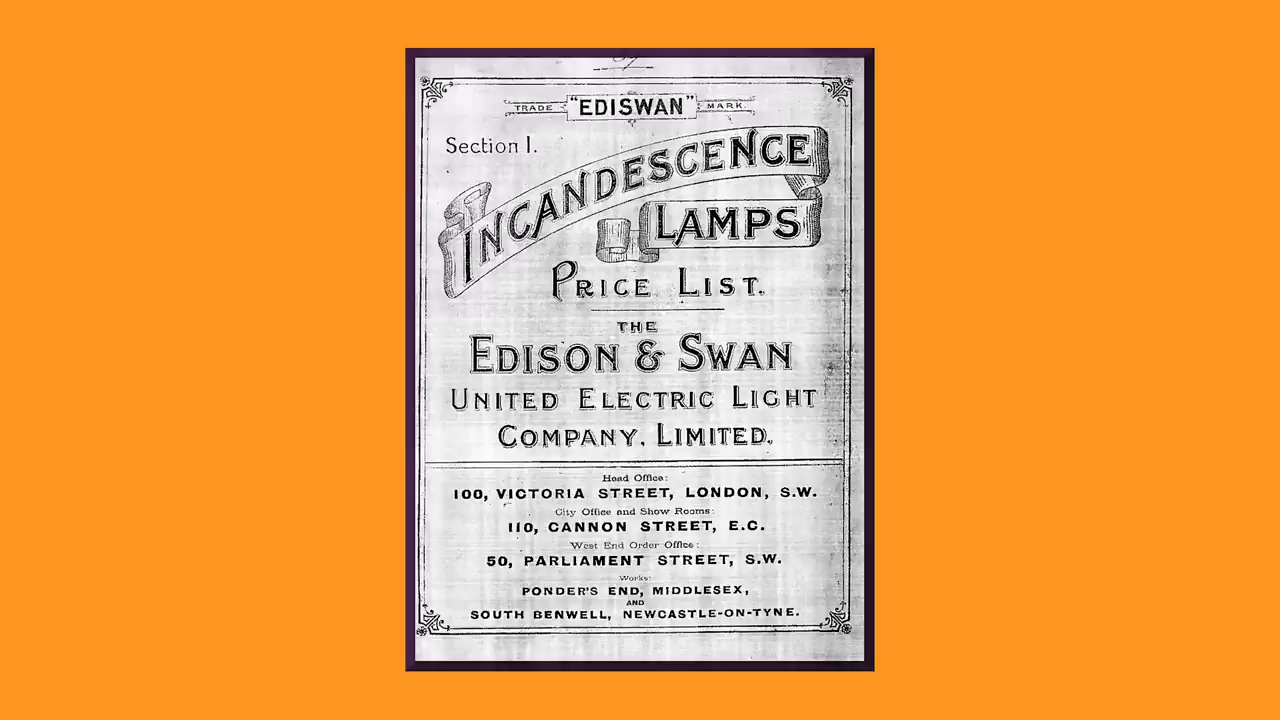 TRADE "EDISWAN" MARK.
Section I.
INCANDESCENCE
LAMPS
PRICE LIST.
THE
EDISON & SWAN
UNITED ELECTRIC LIGHT
COMPANY, LIMITED.
Head Office:
100, VICTORIA STREET, LONDON, S.W.
City Office and Show Rooms:
110, CANNON STREET, E.C.
West End Order Office:
50, PARLIAMENT STREET, S.W.
Works:
PONDER'S END, MIDDLESEX,
AND
SOUTH BENWELL, NEWCASTLE-ON-TYNE.